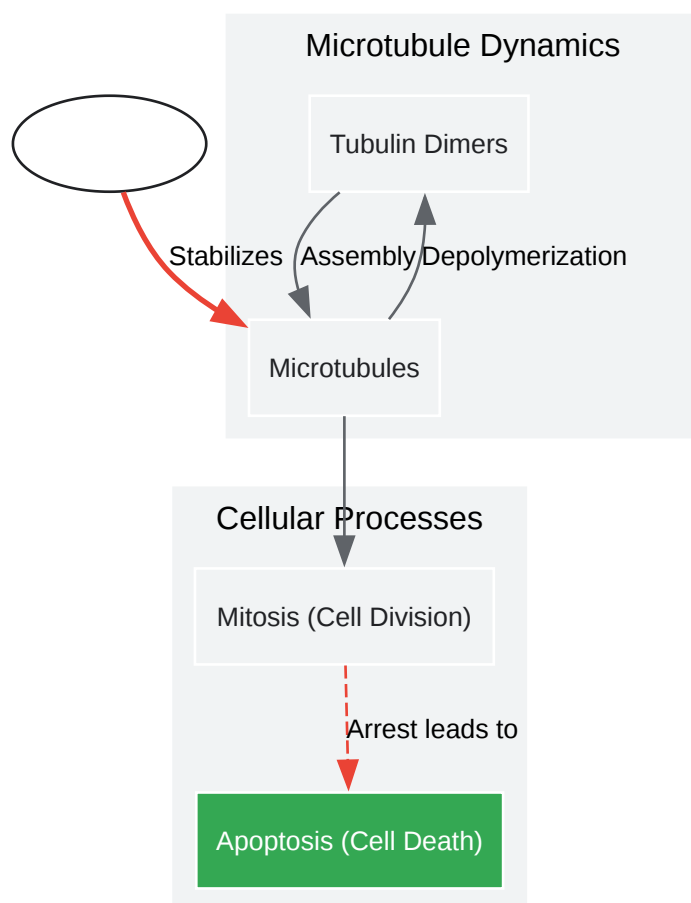 Microtubule Dynamics
Tubulin Dimers
Stabilizes
Assembly
Depolymerization
Microtubules
Cellular Processes
Mitosis (Cell Division)
Arrest leads to
Apoptosis (Cell Death)